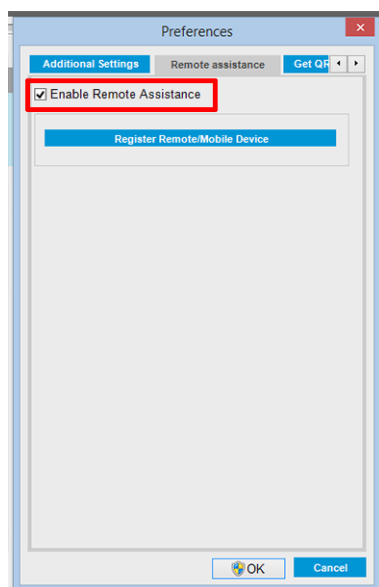 Preferences
Additional Settings
Remote assistance
Get QR
Enable Remote Assistance
Register Remote/Mobile Device
OK
Cancel